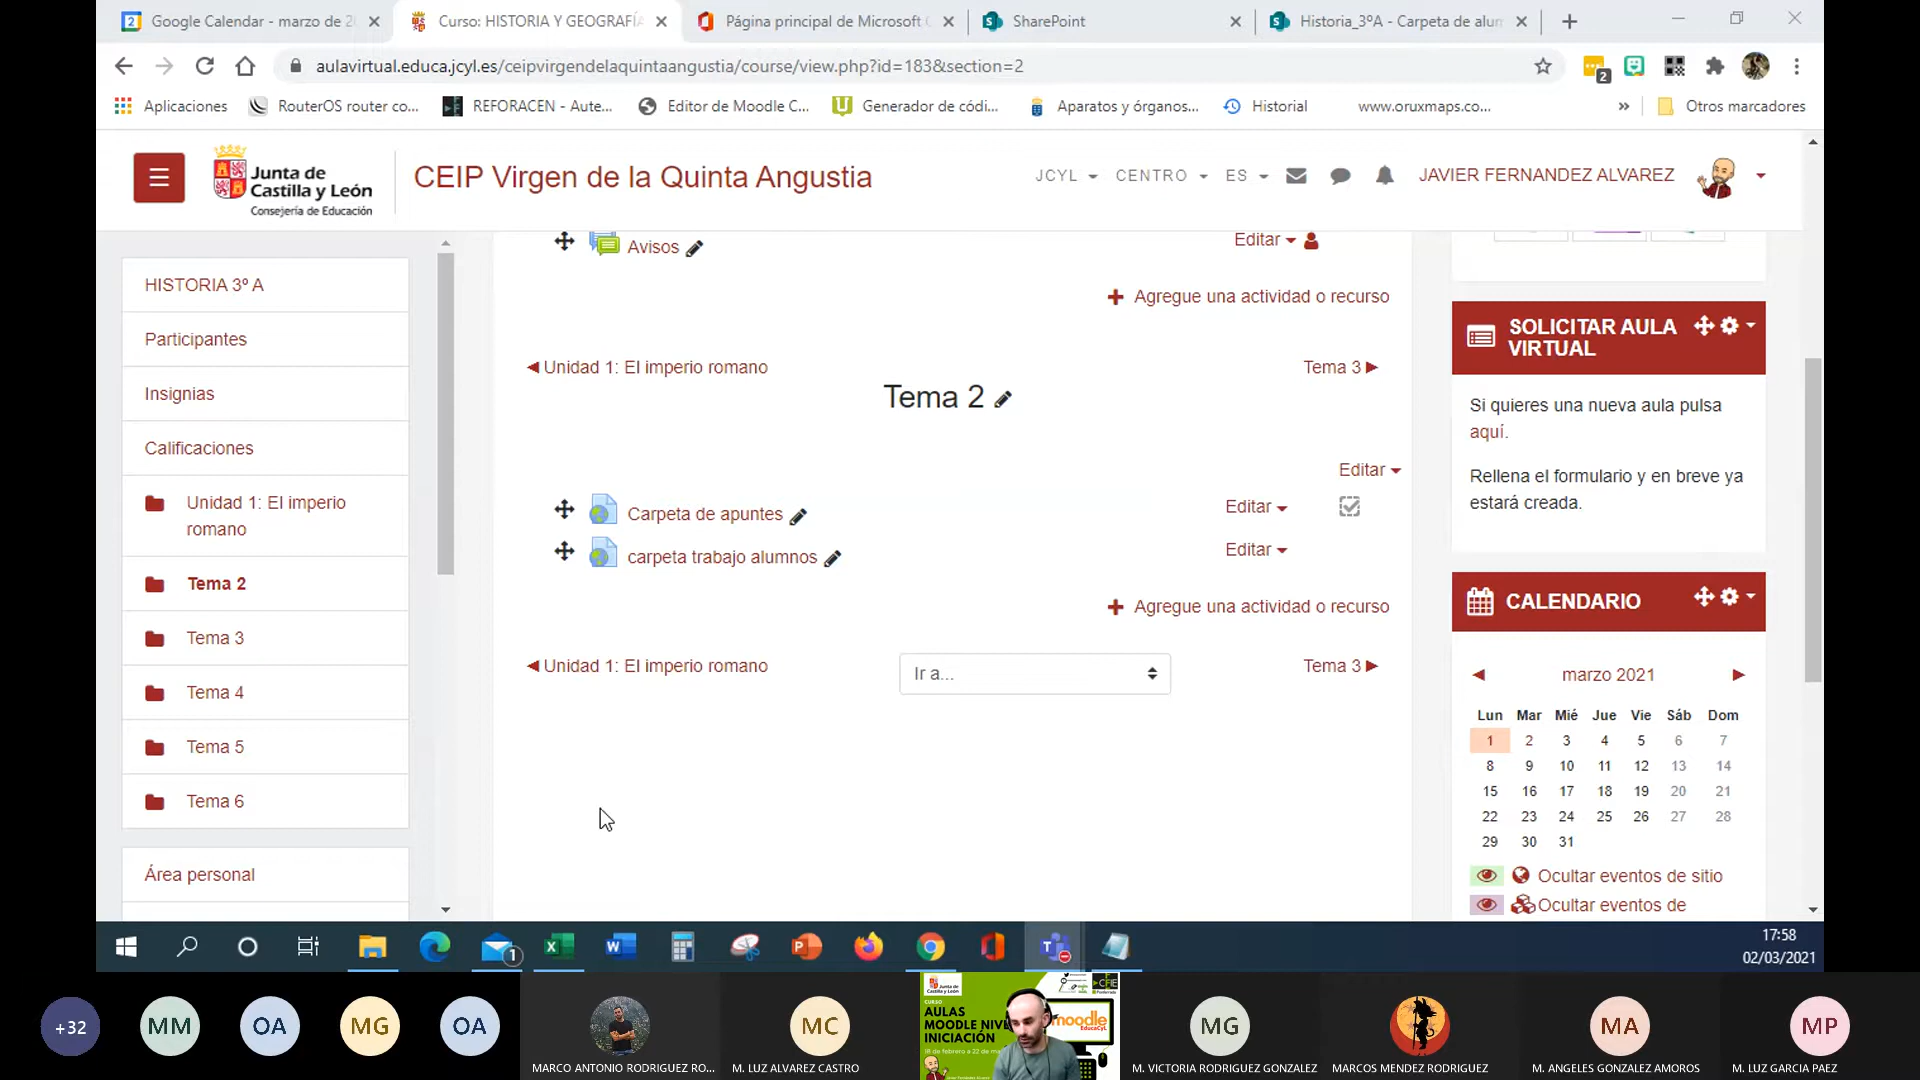 Google Calendar - marzo de 2
Curso: HISTORIA Y GEOGRAFÍA
Página principal de Microsoft
SharePoint
Historia_3ºA - Carpeta de alum
aulavirtual.educa.jcyl.es/ceipvirgendelaquintaangustia/course/view.php?id=183&section=2
2
Aplicaciones
RouterOS router co...
REFORACEN - Aute...
Editor de Moodle C...
Generador de códi...
Aparatos y órganos...
Historial
www.oruxmaps.co...
»
Otros marcadores
Junta de
Castilla y León
Consejería de Educación
CEIP Virgen de la Quinta Angustia
JCYL
CENTRO
ES
JAVIER FERNANDEZ ALVAREZ
HISTORIA 3º A
Participantes
Insignias
Calificaciones
Unidad 1: El imperio
romano
Tema 2
Tema 3
Tema 4
Tema 5
Tema 6
Área personal
Avisos
Editar
Agregue una actividad o recurso
Unidad 1: El imperio romano
Tema 3
Tema 2
Editar
Carpeta de apuntes
Editar
carpeta trabajo alumnos
Editar
Agregue una actividad o recurso
Unidad 1: El imperio romano
Ir a...
Tema 3
SOLICITAR AULA
VIRTUAL
Si quieres una nueva aula pulsa
aquí.
Rellena el formulario y en breve ya
estará creada.
CALENDARIO
marzo 2021
Lun Mar Mié Jue Vie Sáb Dom
1 2 3 4 5 6 7
8 9 10 11 12 13 14
15 16 17 18 19 20 21
22 23 24 25 26 27 28
29 30 31
Ocultar eventos de sitio
Ocultar eventos de
1
17:58
02/03/2021
+32
MM
OA
MG
OA
MARCO ANTONIO RODRIGUEZ RO...
MC
M. LUZ ALVAREZ CASTRO
Junta de
Castilla y León
CFIE
CURSO
AULAS
MOODLE NIV
INICIACIÓN
moodle
EducaCyL
MG
M. VICTORIA RODRIGUEZ GONZALEZ
MARCOS MENDEZ RODRIGUEZ
MA
M. ANGELES GONZALEZ AMOROS
MP
M. LUZ GARCIA PAEZ